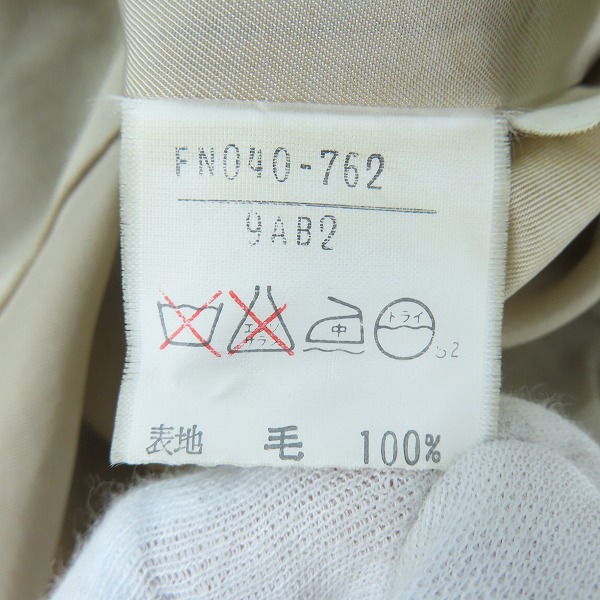 FN040-762
9AB2
エンソ サラシ 中 ドライ
表地 毛 100%